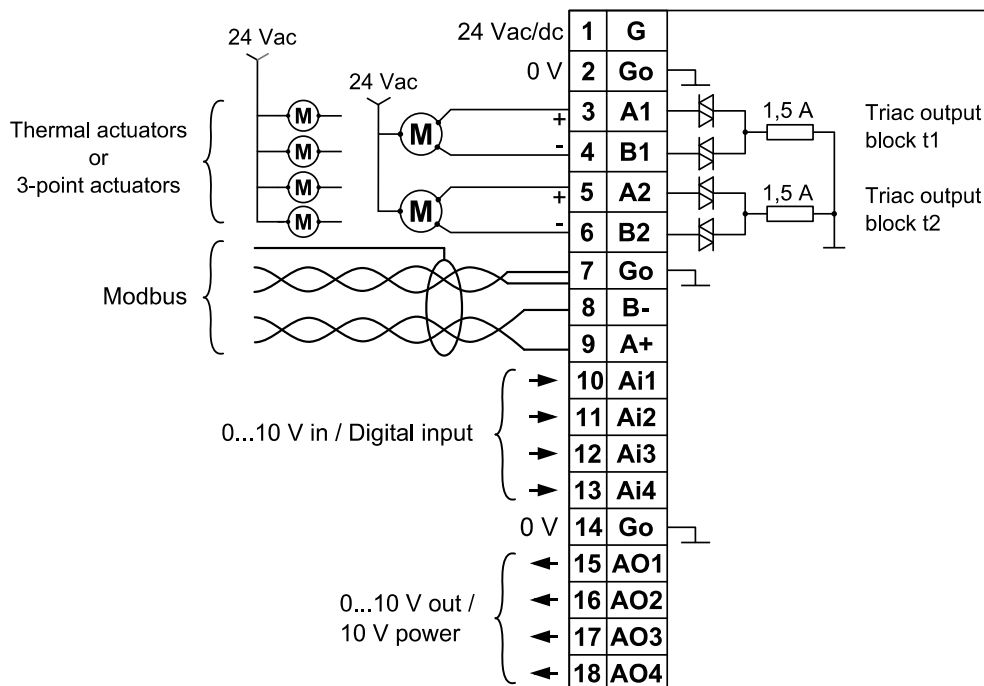 24 Vac/dc 1 G
24 Vac
0 V 2 Go
24 Vac
+ 3 A1 1,5 A Triac output
M
Thermal actuators
or
3-point actuators
M
M
- 4 B1 block t1
M
M
+ 5 A2 1,5 A Triac output
M
M
- 6 B2 block t2
7 Go
Modbus
8 B-
9 A+
10 Ai1
11 Ai2
0...10 V in / Digital input
12 Ai3
13 Ai4
0 V 14 Go
15 AO1
0...10 V out /
10 V power
16 AO2
17 AO3
18 AO4